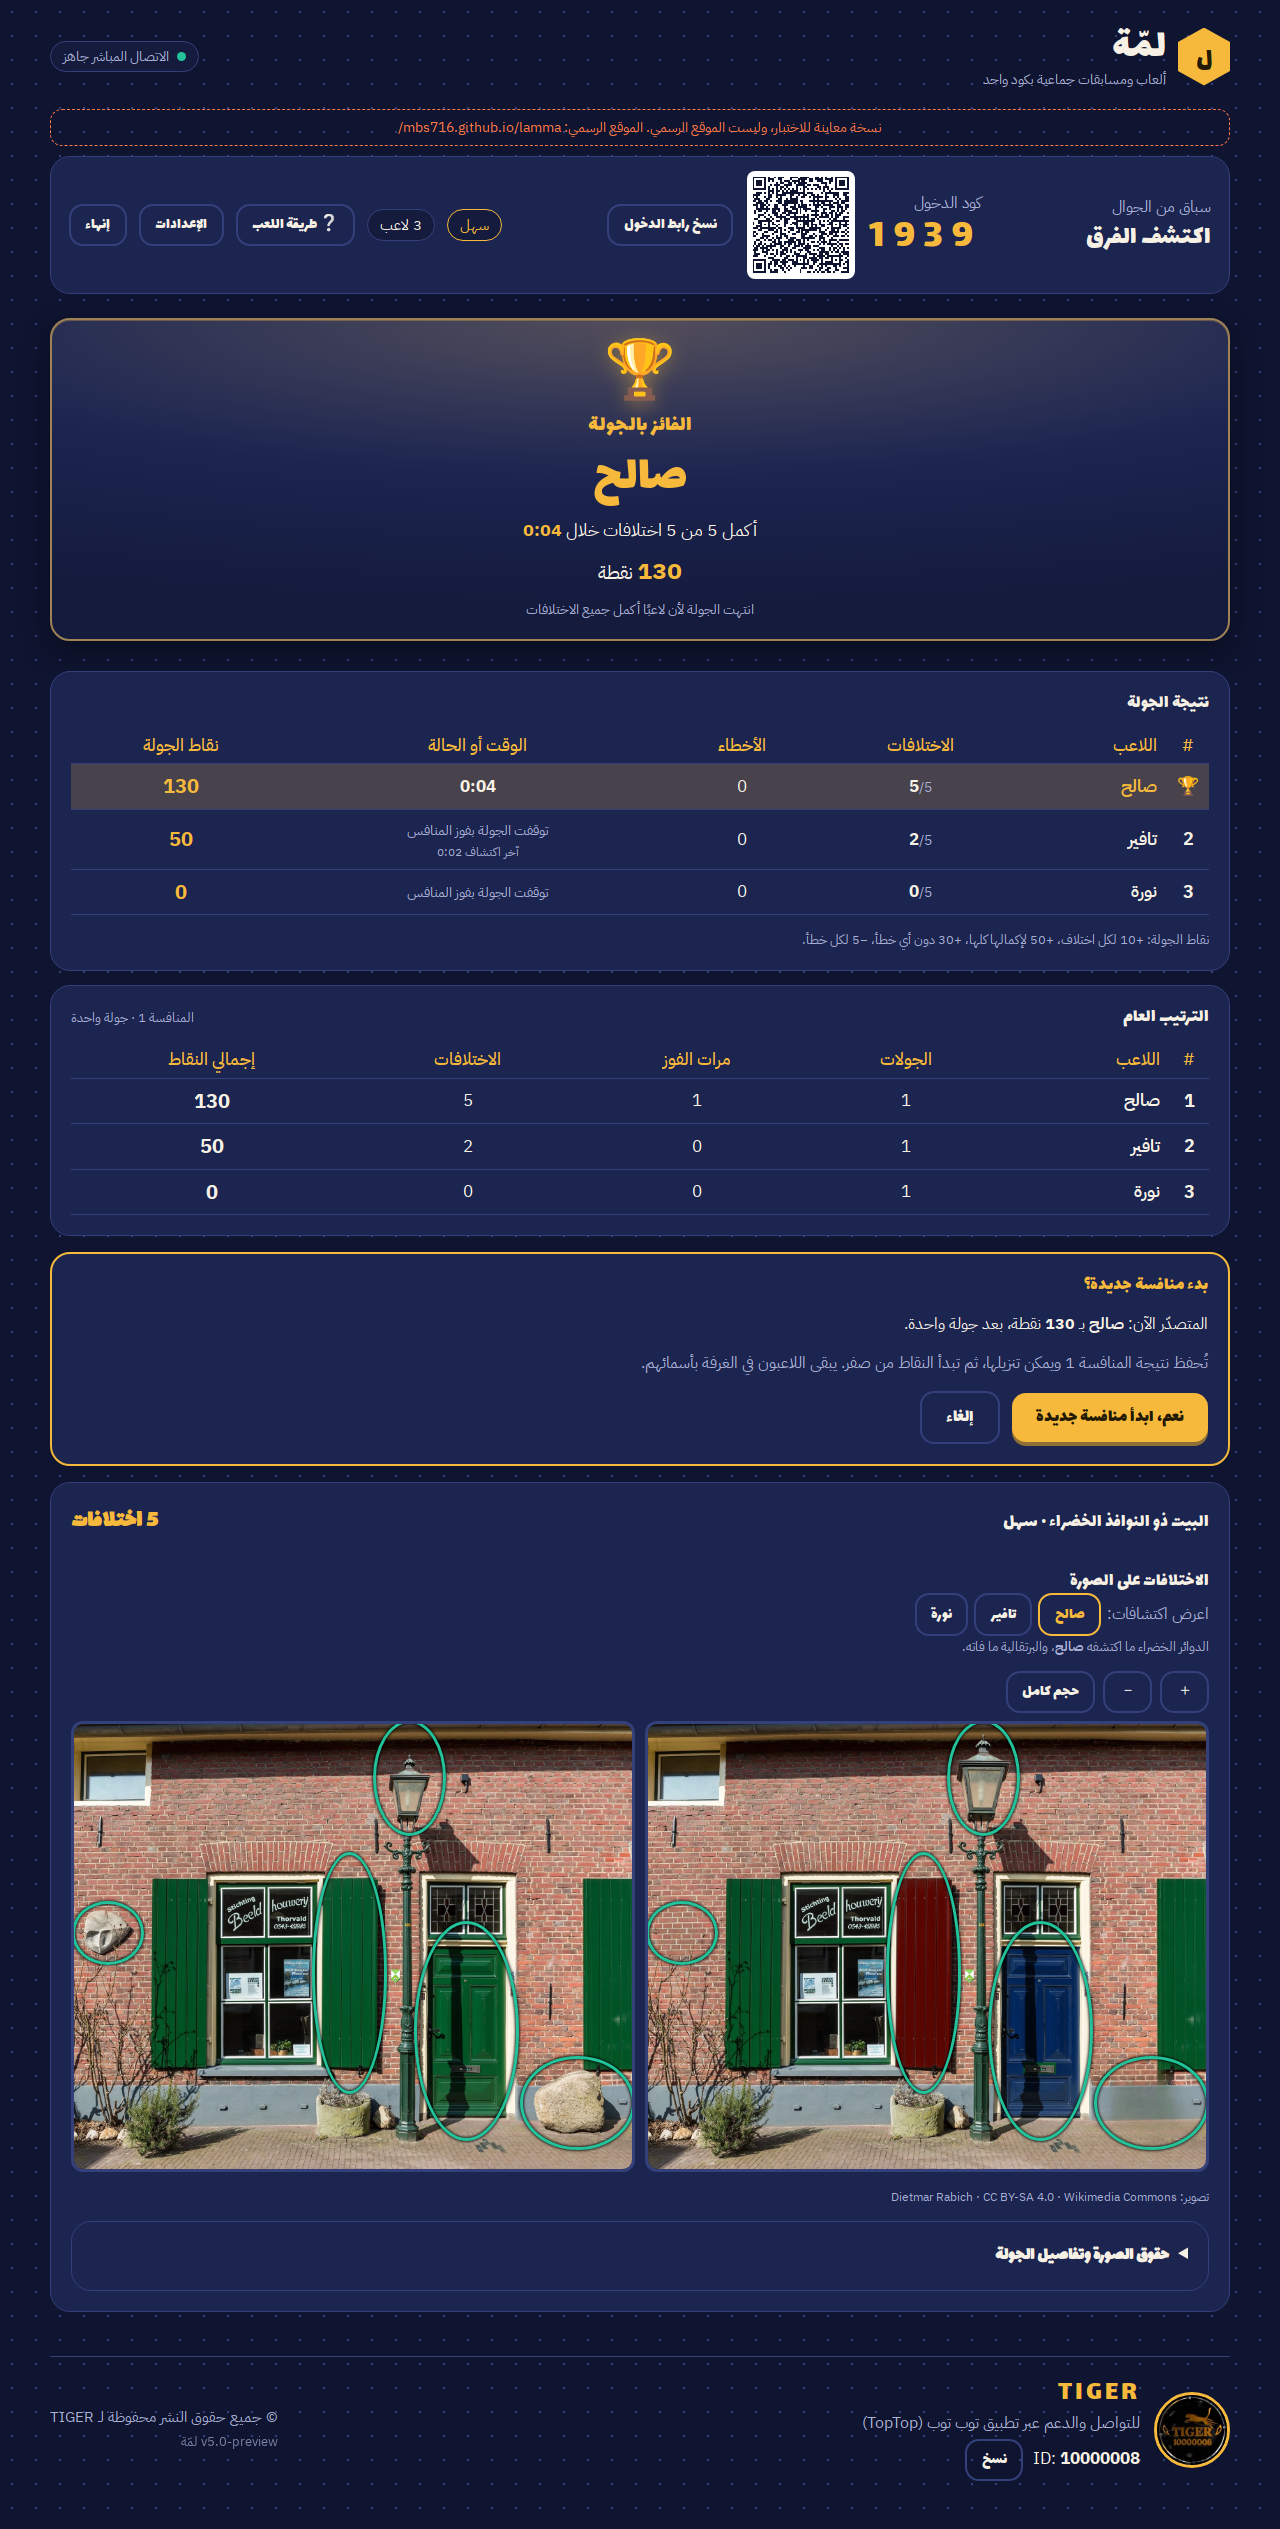 ل
لمّة
ألعاب ومسابقات جماعية بكود واحد
الاتصال المباشر جاهز
نسخة معاينة للاختبار، وليست الموقع الرسمي. الموقع الرسمي: mbs716.github.io/lamma/
سباق من الجوال
اكتشف الفرق
كود الدخول
1939
نسخ رابط الدخول
سهل
3 لاعب
❔ طريقة اللعب
الإعدادات
إنهاء
🏆
الفائز بالجولة
صالح
أكمل 5 من 5 اختلافات خلال 0:04
130 نقطة
انتهت الجولة لأن لاعبًا أكمل جميع الاختلافات
نتيجة الجولة
# اللاعب الاختلافات الأخطاء الوقت أو الحالة نقاط الجولة
🏆 صالح 5/5 0 0:04 130
2 تافير 2/5 0 توقفت الجولة بفوز المنافس 50
آخر اكتشاف 0:02
3 نورة 0/5 0 توقفت الجولة بفوز المنافس 0
نقاط الجولة: +10 لكل اختلاف، +50 لإكمالها كلها، +30 دون أي خطأ، −5 لكل خطأ.
الترتيب العام
المنافسة 1 · جولة واحدة
# اللاعب الجولات مرات الفوز الاختلافات إجمالي النقاط
1 صالح 1 1 5 130
2 تافير 1 0 2 50
3 نورة 1 0 0 0
بدء منافسة جديدة؟
المتصدّر الآن: صالح بـ 130 نقطة، بعد جولة واحدة.
تُحفظ نتيجة المنافسة 1 ويمكن تنزيلها، ثم تبدأ النقاط من صفر. يبقى اللاعبون في الغرفة بأسمائهم.
نعم، ابدأ منافسة جديدة
إلغاء
البيت ذو النوافذ الخضراء · سهل
5 اختلافات
الاختلافات على الصورة
اعرض اكتشافات: صالح تافير نورة
الدوائر الخضراء ما اكتشفه صالح، والبرتقالية ما فاته.
+ − حجم كامل
Stichting
Beeld houwerij
Thorvald
Stichting
Beeld houwerij
Thorvald
تصوير: Dietmar Rabich · CC BY-SA 4.0 · Wikimedia Commons
◀ حقوق الصورة وتفاصيل الجولة
TIGER
10000008
TIGER
للتواصل والدعم عبر تطبيق توب توب (TopTop)
ID: 10000008
نسخ
© جميع حقوق النشر محفوظة لـ TIGER
لمّة v5.0-preview